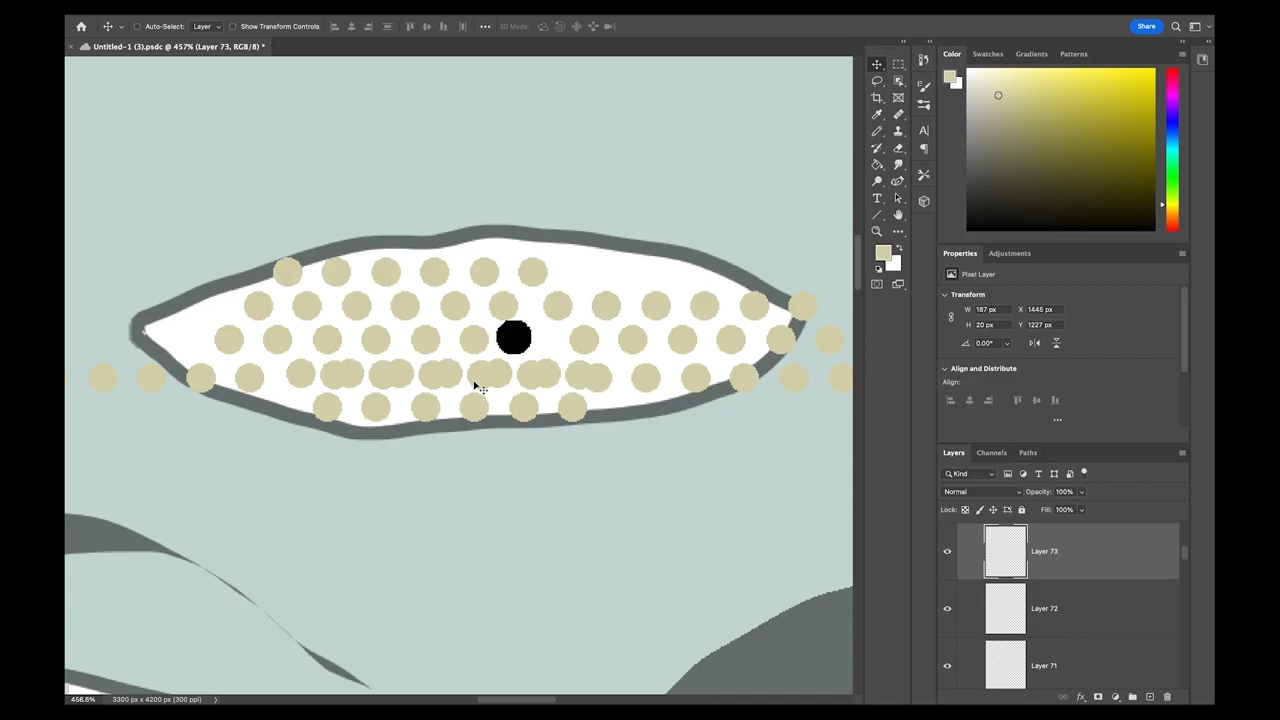 Auto-Select: Layer Show Transform Controls ••• 3D Mode: Share
× Untitled-1 (3).psdc @ 457% (Layer 73, RGB/8) *
Color Swatches Gradients Patterns
Properties Adjustments
Pixel Layer
Transform
W: 187 px X: 1445 px
H: 20 px Y: 1227 px
0.00°
Align and Distribute
Align:
•••
Layers Channels Paths
Kind
Normal Opacity: 100%
Lock: Fill: 100%
Layer 73
Layer 72
Layer 71
456.6% 3300 px x 4200 px (300 ppi)